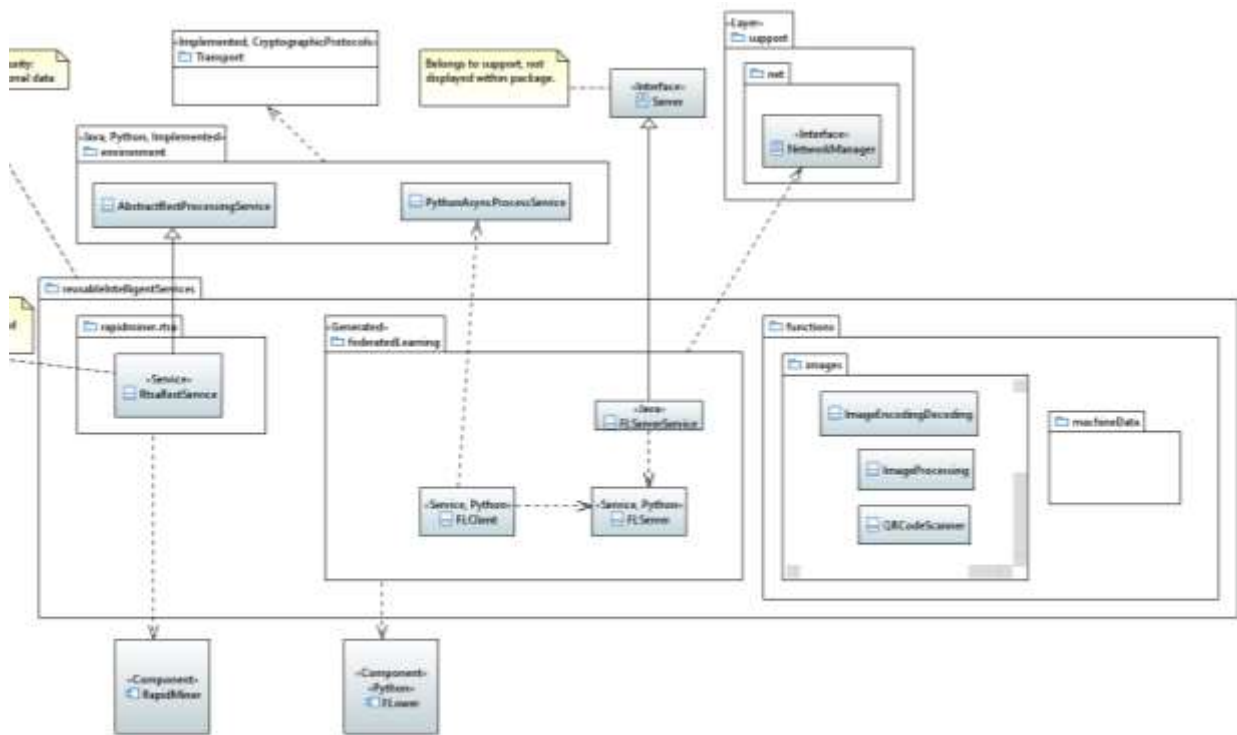 «Layer»
support
«Implemented, CryptographicProtocols»
Transport
Belongs to support, not
displayed within package.
«Interface»
Server
net
«Interface»
NetworkManager
«Java, Python, Implemented»
environment
AbstractRestProcessingService
PythonAsyncProcessService
onal data
reusableIntelligentServices
rapidminer.rtsa
«Service»
RtsaRestService
«Generated»
federatedLearning
«Java»
FLServerService
«Service, Python»
FLClient
«Service, Python»
FLServer
functions
images
ImageEncodingDecoding
ImageProcessing
QRCodeScanner
machineData
«Component»
RapidMiner
«Component»
«Python»
FLower